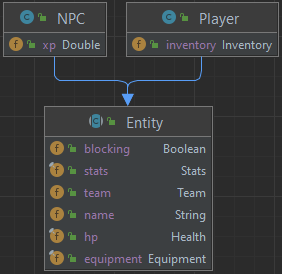 NPC
xp Double
Player
inventory Inventory
Entity
blocking Boolean
stats Stats
team Team
name String
hp Health
equipment Equipment